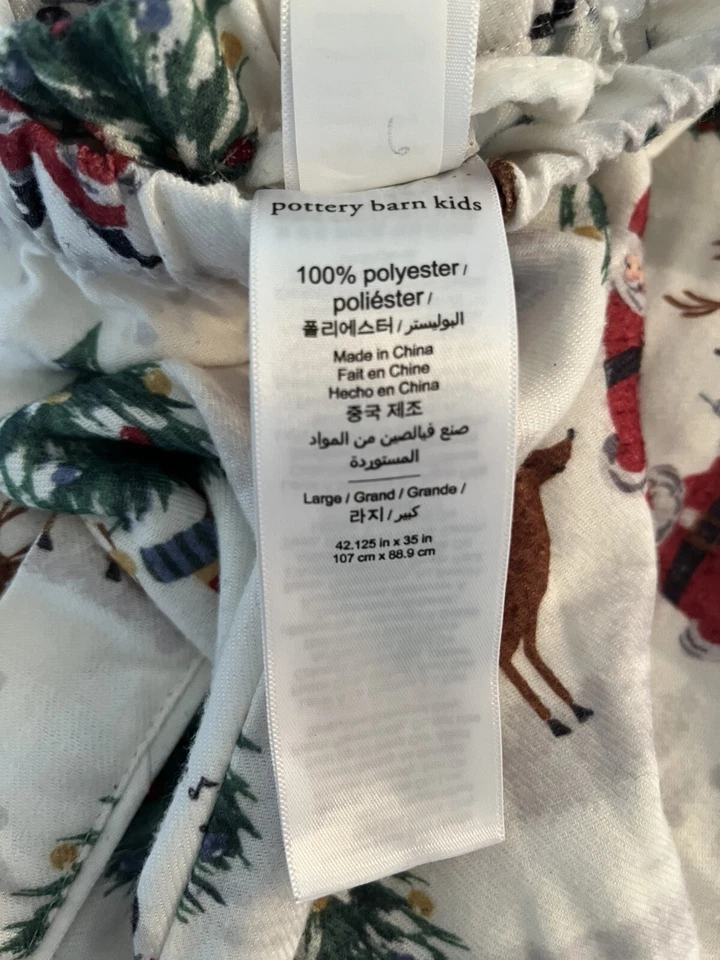 pottery barn kids
100% polyester /
poliéster /
폴리에스터 / البوليستر
Made in China
Fait en Chine
Hecho en China
중국 제조
صنع فيالصين من المواد
المستوردة
Large / Grand / Grande /
라지 / كبير
42.125 in x 35 in
107 cm x 88.9 cm